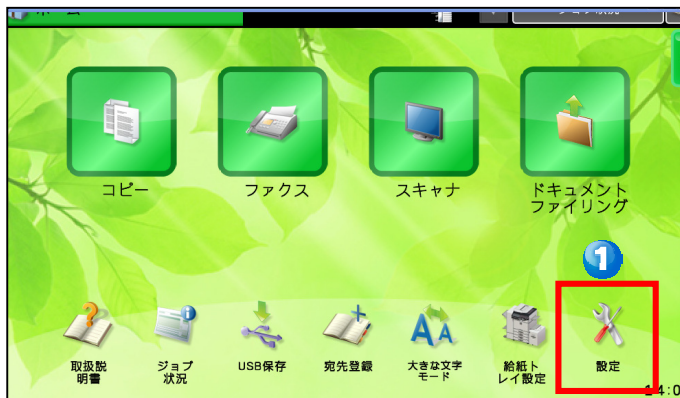 コピー
ファクス
スキャナ
ドキュメント
ファイリング
1
取扱説
明書
ジョブ
状況
USB保存
宛先登録
大きな文字
モード
給紙ト
レイ設定
設定